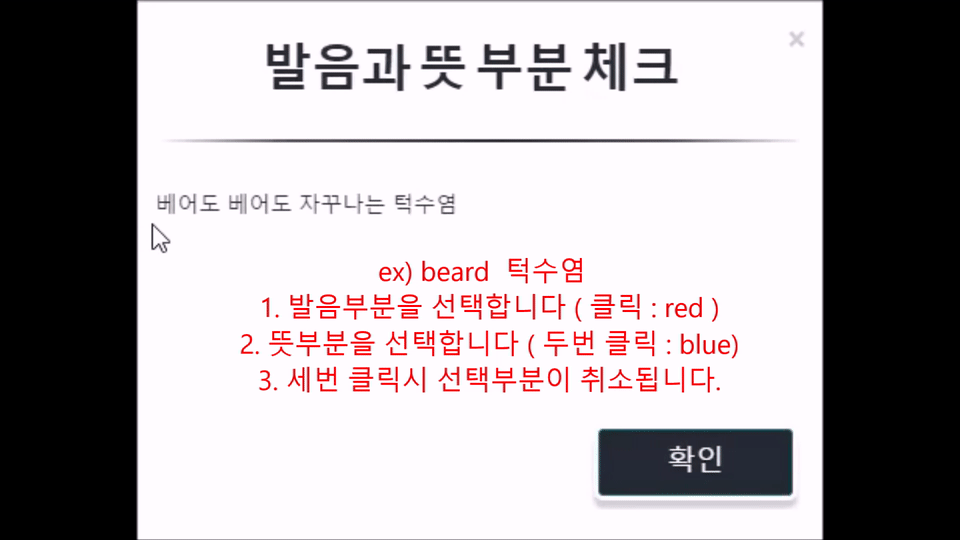 발음과 뜻 부분 체크
×
베어도 베어도 자꾸나는 턱수염
ex) beard 턱수염
1. 발음부분을 선택합니다 ( 클릭 : red )
2. 뜻부분을 선택합니다 ( 두번 클릭 : blue)
3. 세번 클릭시 선택부분이 취소됩니다.
확인